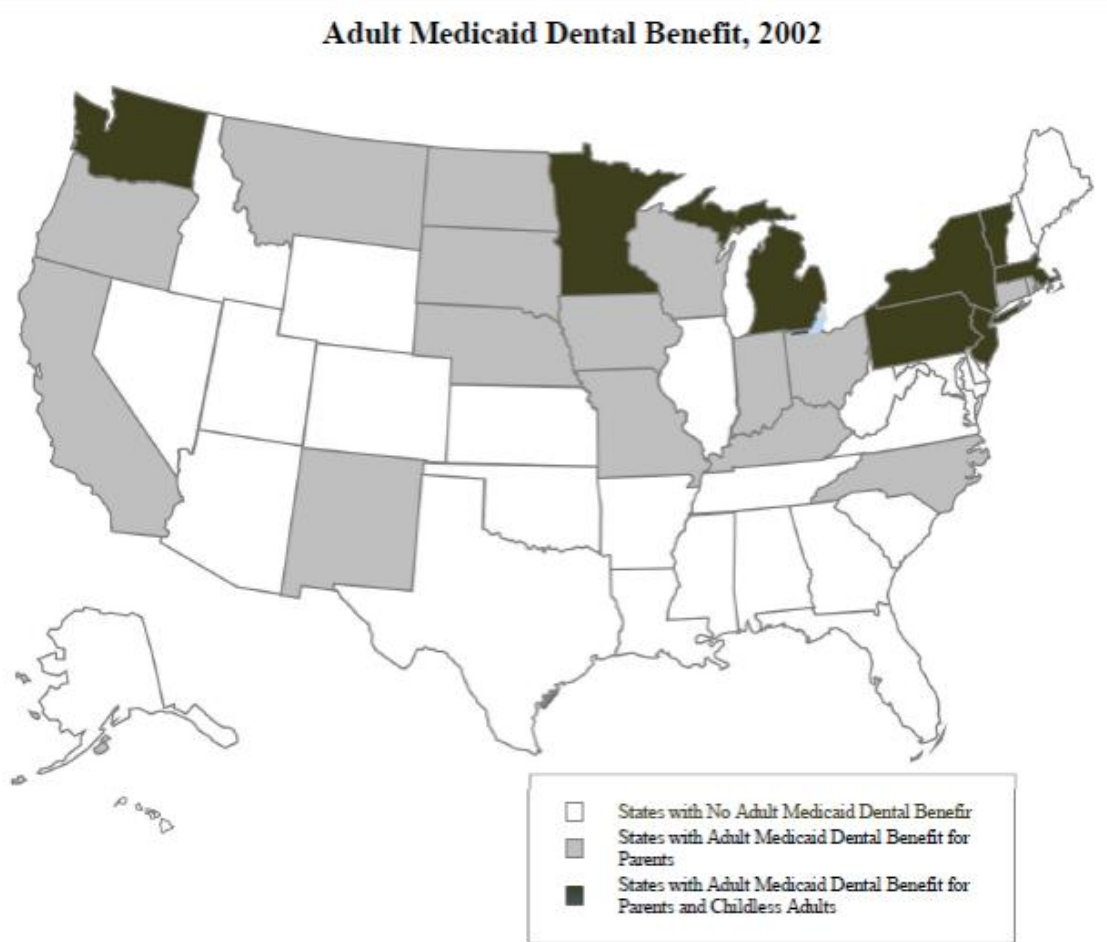 Adult Medicaid Dental Benefit, 2002
States with No Adult Medicaid Dental Benefir
States with Adult Medicaid Dental Benefit for
Parents
States with Adult Medicaid Dental Benefit for
Parents and Childless Adults